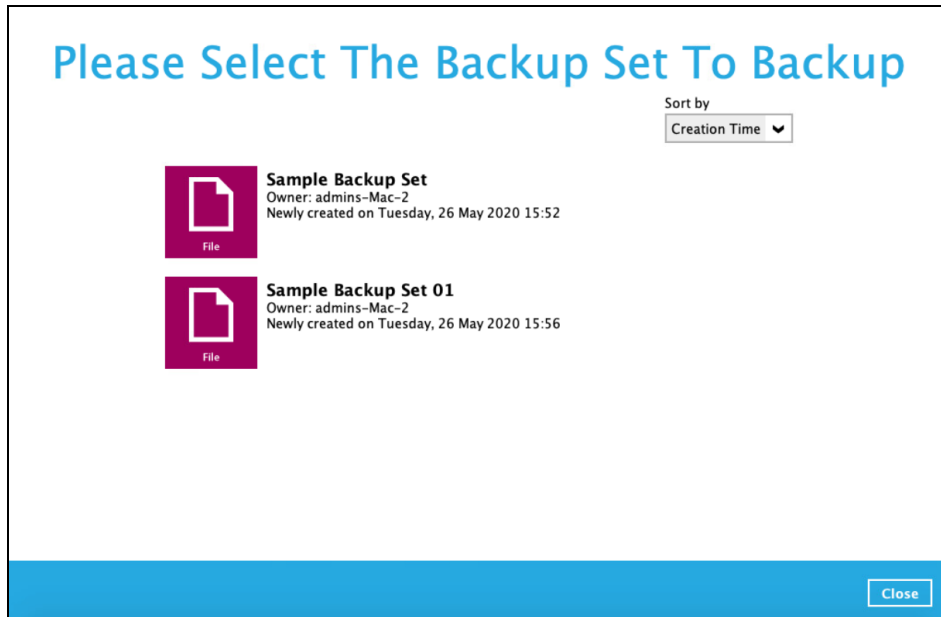 Please Select The Backup Set To Backup
Sort by
Creation Time
Sample Backup Set
Owner: admins-Mac-2
Newly created on Tuesday, 26 May 2020 15:52
File
Sample Backup Set 01
Owner: admins-Mac-2
Newly created on Tuesday, 26 May 2020 15:56
File
Close